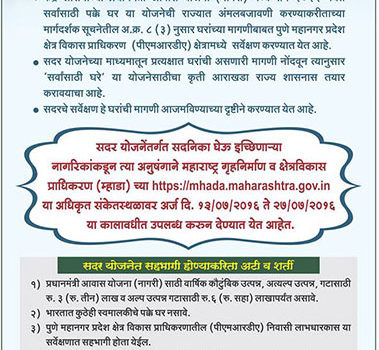 सर्वांसाठी पक्के घर या योजनेची राज्यात अंमलबजावणी करण्याकरीताच्या
मार्गदर्शक सूचनेतील अ.क्र. ८ (३) नुसार घरांच्या मागणीबाबत पुणे महानगर प्रदेश
क्षेत्र विकास प्राधिकरण (पीएमआरडीए) क्षेत्रामध्ये सर्वेक्षण करण्यात येत आहे.
• सदर योजनेच्या माध्यमातून प्रत्यक्षात घरांची असणारी मागणी नोंदवून त्यानुसार
'सर्वांसाठी घरे' या योजनेसाठीचा कृती आराखडा राज्य शासनास तयार
करावयाचा आहे.
• सदरचे सर्वेक्षण हे घरांची मागणी आजमविण्याच्या दृष्टीने करण्यात येत आहे.
सदर योजनेंतर्गत सदनिका घेऊ इच्छिणाऱ्या
नागरिकांकडून त्या अनुषंगाने महाराष्ट्र गृहनिर्माण व क्षेत्रविकास
प्राधिकरण (म्हाडा) च्या https://mhada.maharashtra.gov.in
या अधिकृत संकेतस्थळावर अर्ज दि. १३/०७/२०१६ ते २७/०७/२०१६ या
कालावधीत उपलब्ध करुन देण्यात येत आहेत.
सदर योजनेत सहभागी होण्याकरिता अटी व शर्ती
१) प्रधानमंत्री आवास योजना (नागरी) साठी वार्षिक कौटुंबिक उत्पन्न, अत्यल्प उत्पन्न, गटासाठी
रु. ३ (रु. तीन) लाख व अल्प उत्पन्न गटासाठी रु.६ (रु. सहा) लाखापर्यंत असावे.
२) भारतात कुठेही स्वमालकीचे पक्के घर नसावे.
३) पुणे महानगर प्रदेश क्षेत्र विकास प्राधिकरणातील (पीएमआरडीए) निवासी लाभधारकास या
सर्वेक्षणात सहभागी होता येईल.